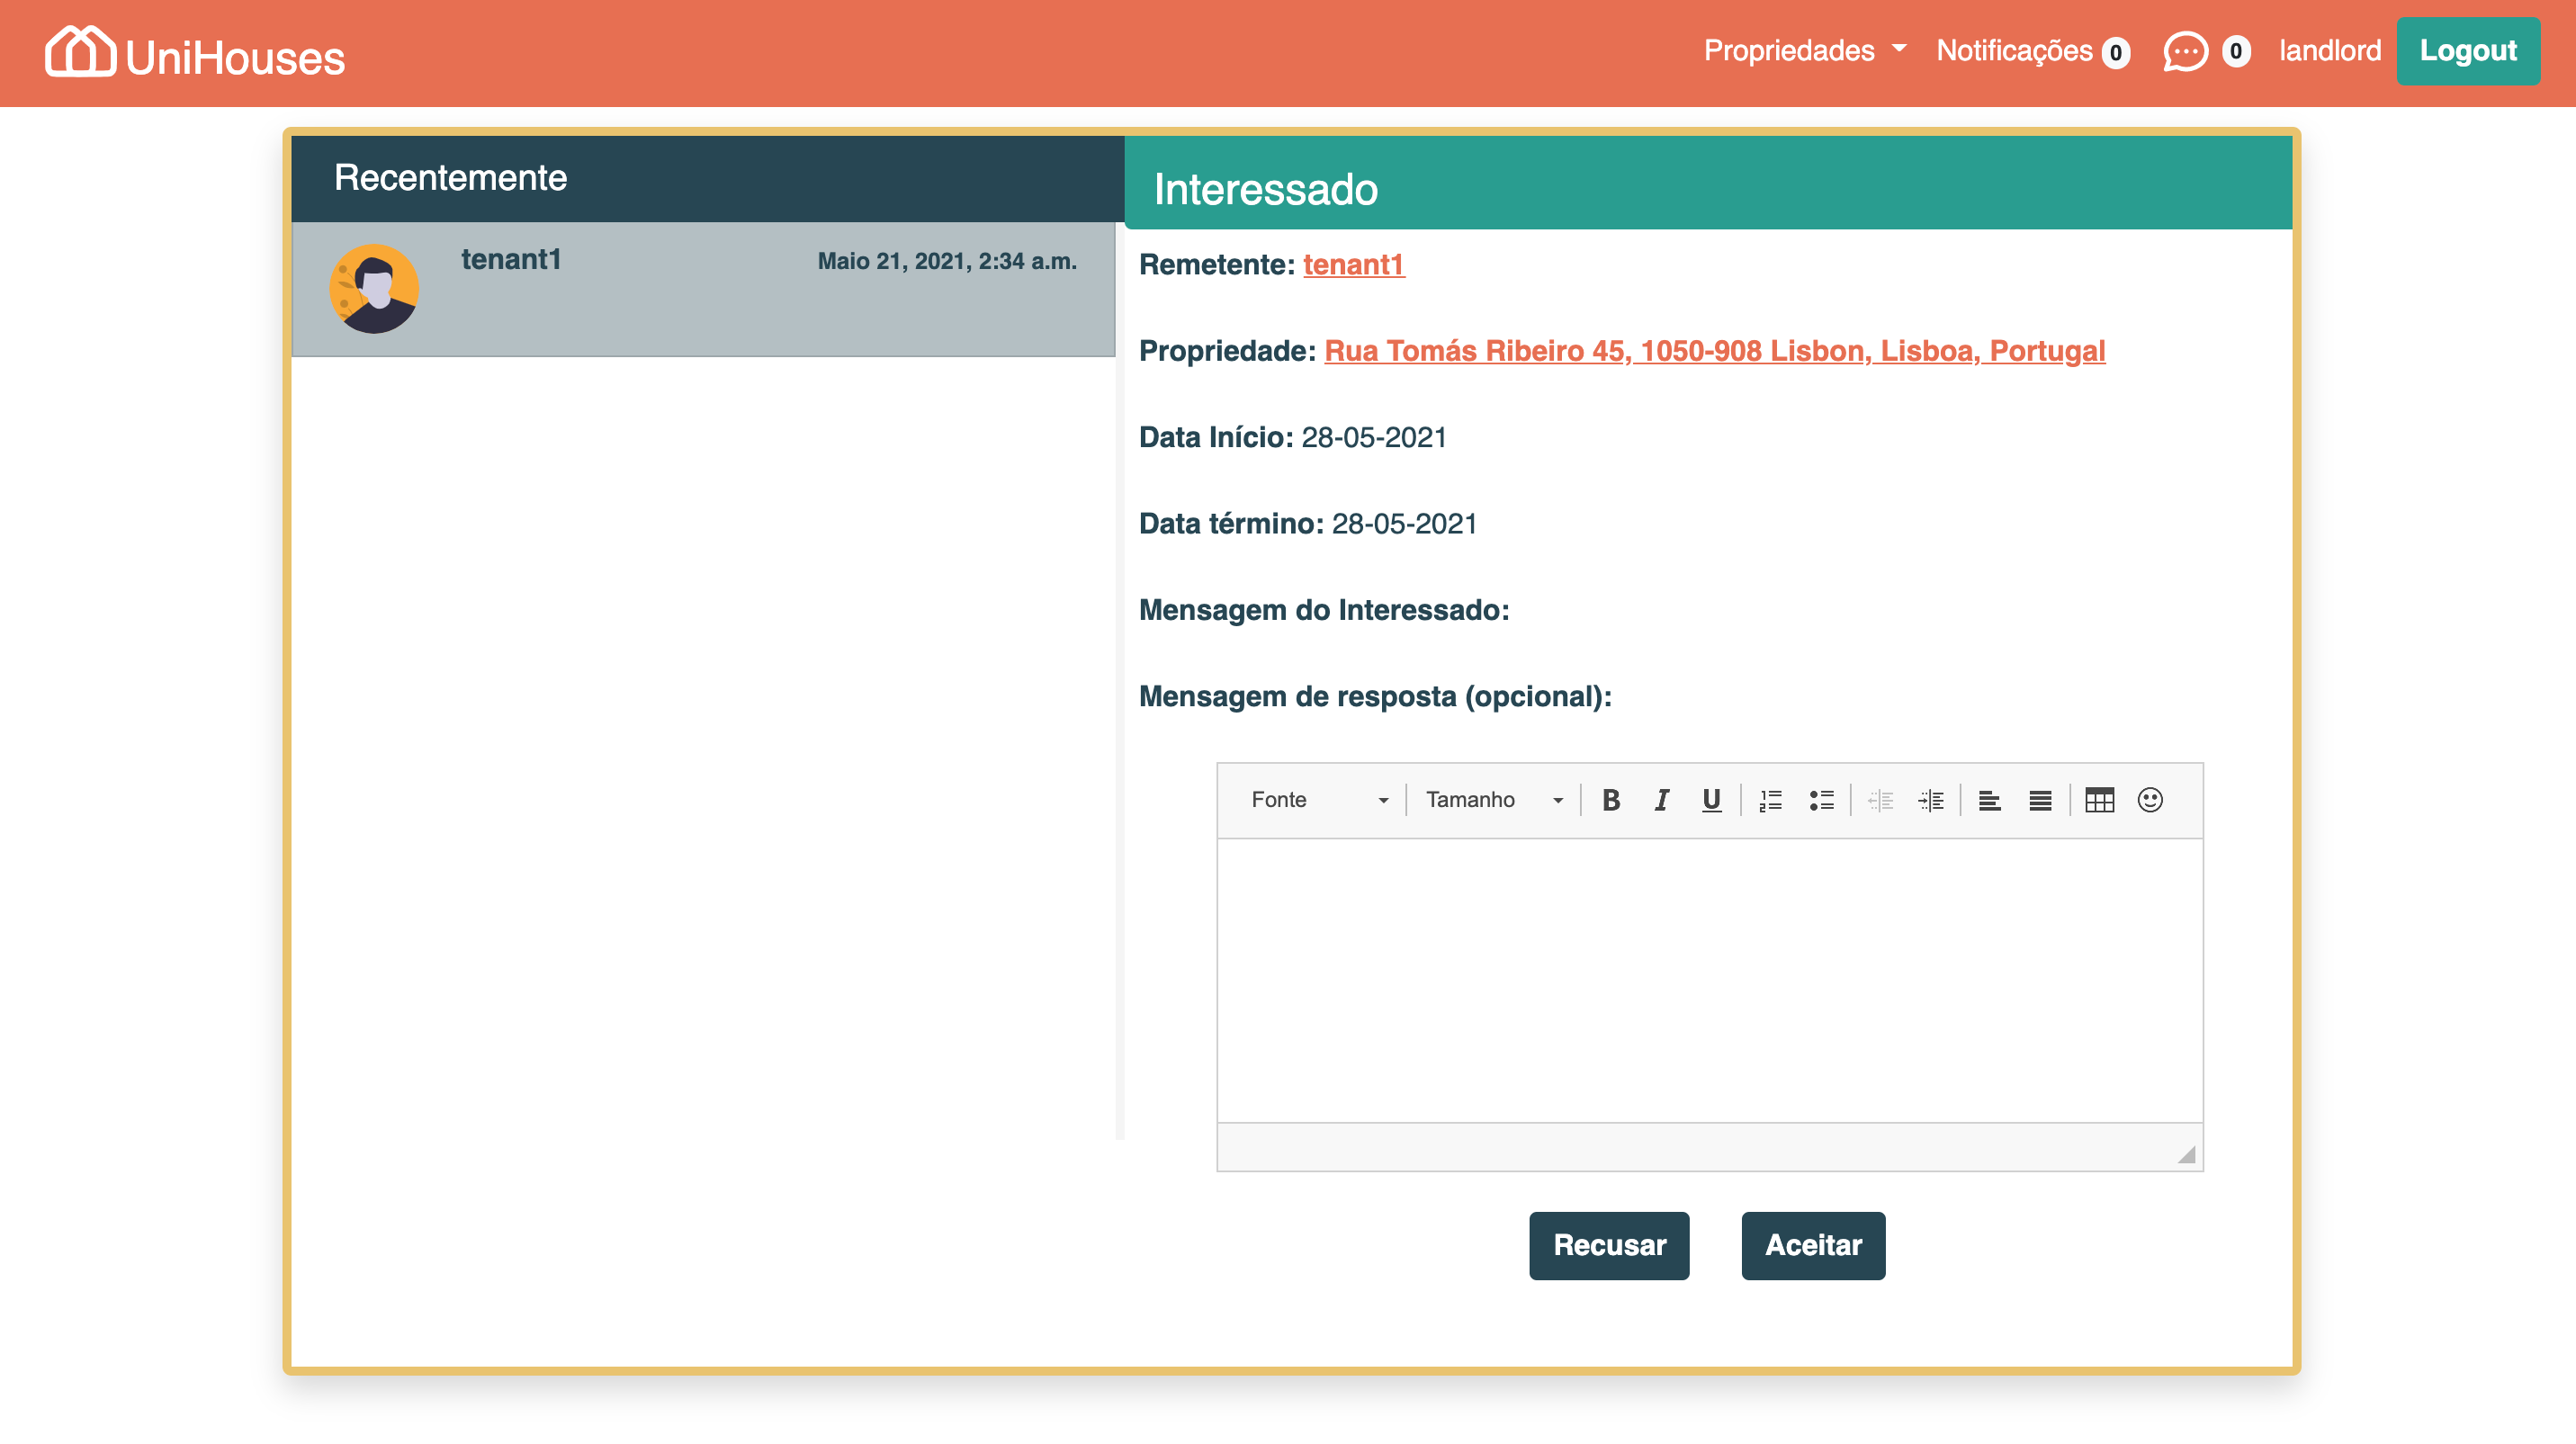 UniHouses
Propriedades Notificações 0 0 landlord Logout
Recentemente
tenant1 Maio 21, 2021, 2:34 a.m.
Interessado
Remetente: tenant1
Propriedade: Rua Tomás Ribeiro 45, 1050-908 Lisbon, Lisboa, Portugal
Data Início: 28-05-2021
Data término: 28-05-2021
Mensagem do Interessado:
Mensagem de resposta (opcional):
Fonte Tamanho B I U
Recusar Aceitar